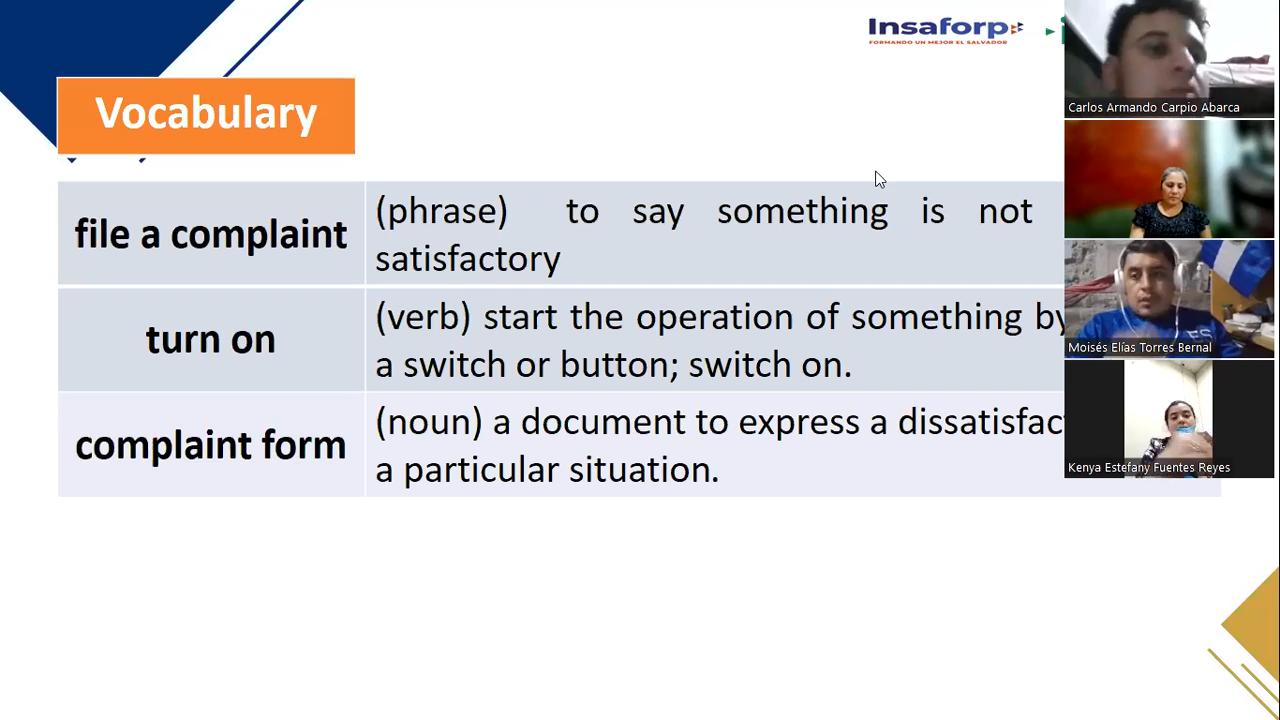 Insaforp
FORMANDO UN MEJOR EL SALVADOR
Vocabulary
file a complaint
(phrase) to say something is not
satisfactory
turn on
(verb) start the operation of something by
a switch or button; switch on.
complaint form
(noun) a document to express a
a particular situation.
Carlos Armando Carpio Abarca
Moisés Elías Torres Bernal
Kenya Estefany Fuentes Reyes